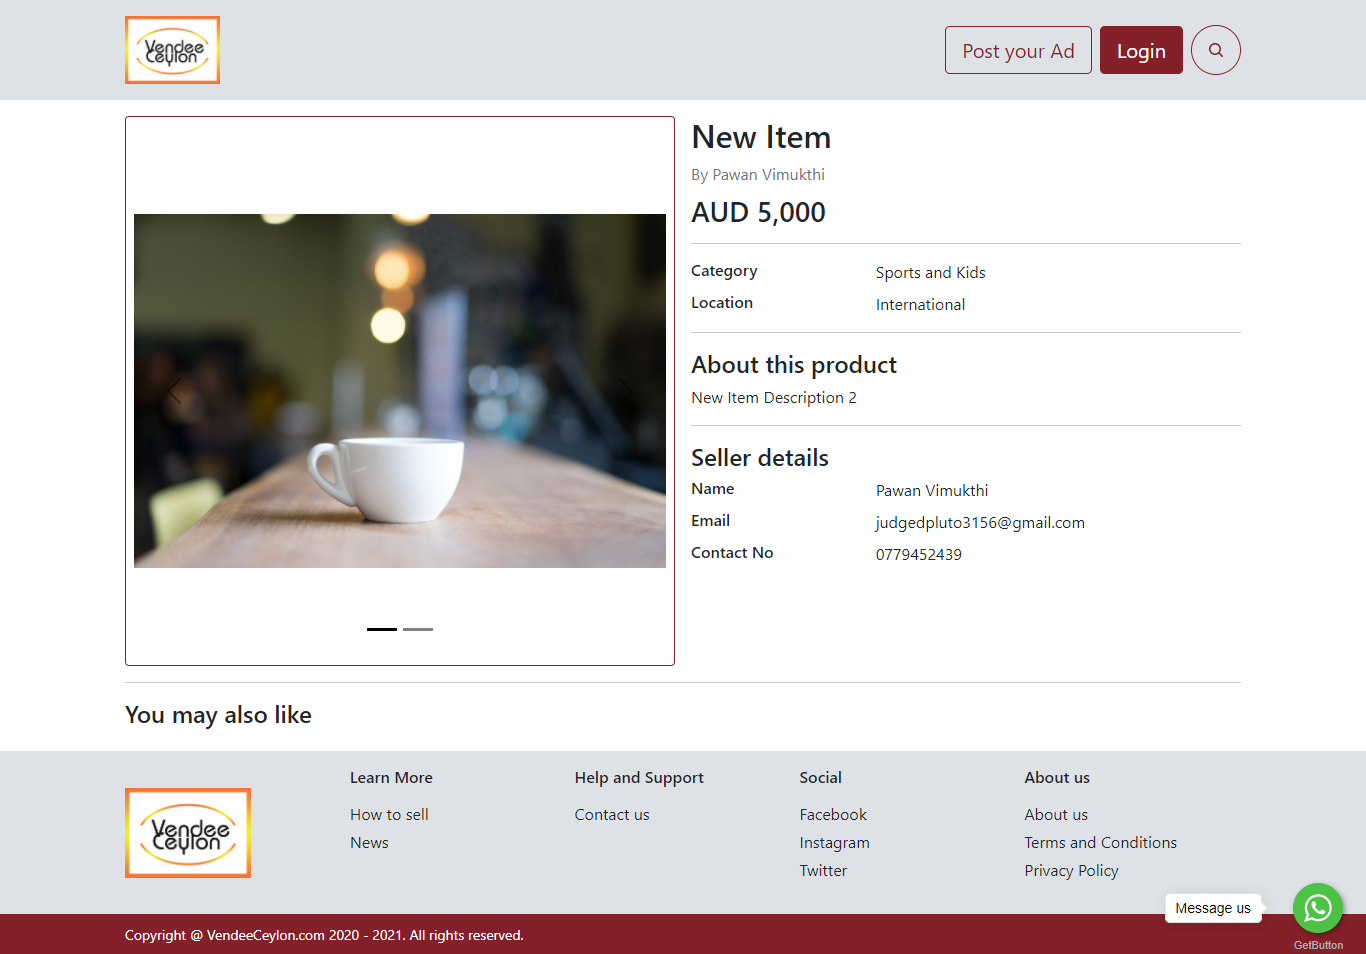 Vendee
Ceylon
Post your Ad
Login
New Item
By Pawan Vimukthi
AUD 5,000
Category
Sports and Kids
Location
International
About this product
New Item Description 2
Seller details
Name
Pawan Vimukthi
Email
judgedpluto3156@gmail.com
Contact No
0779452439
You may also like
Vendee
Ceylon
Learn More
How to sell
News
Help and Support
Contact us
Social
Facebook
Instagram
Twitter
About us
About us
Terms and Conditions
Privacy Policy
Message us
GetButton
Copyright @ VendeeCeylon.com 2020 - 2021. All rights reserved.